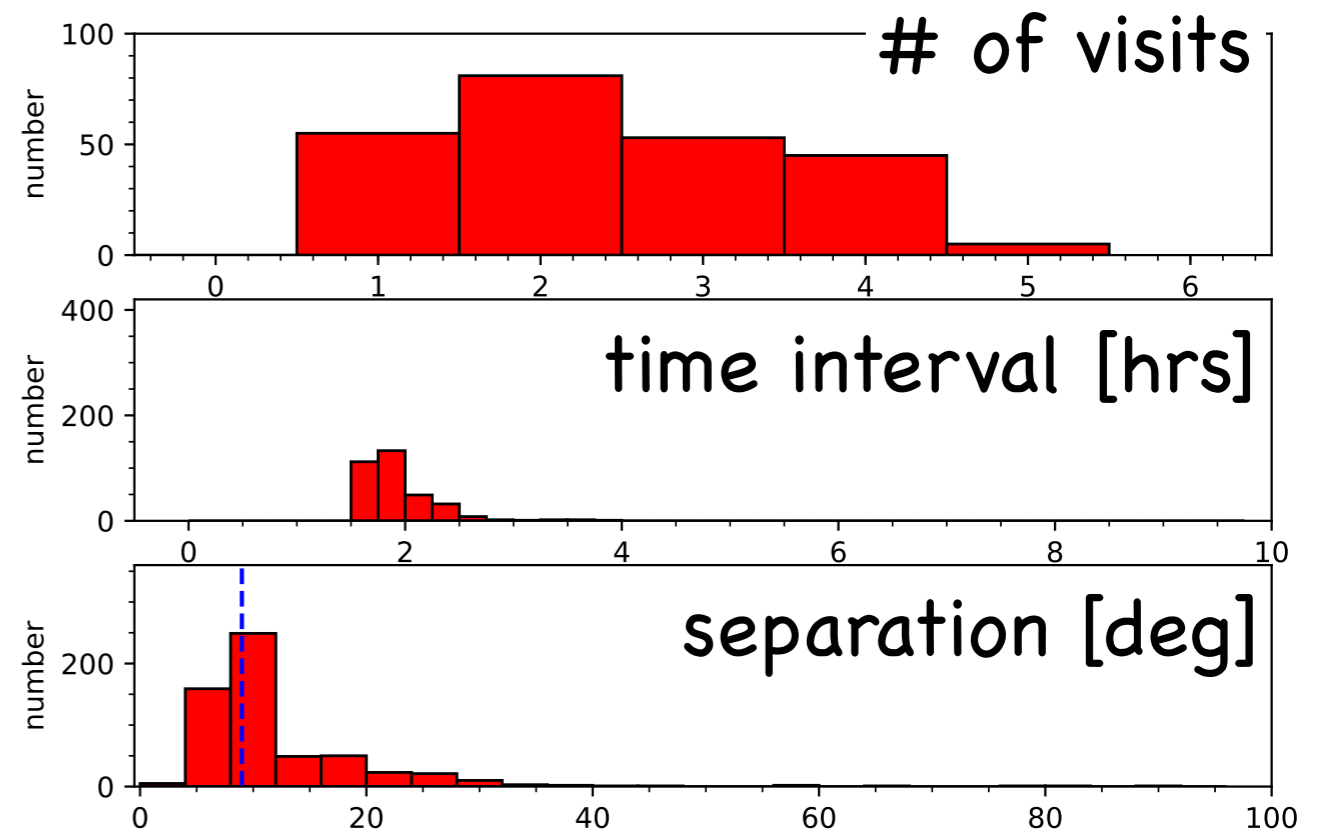 # of visits
100
50
0
number
0 1 2 3 4 5 6
time interval [hrs]
400
200
0
number
0 2 4 6 8 10
separation [deg]
200
0
number
0 20 40 60 80 100